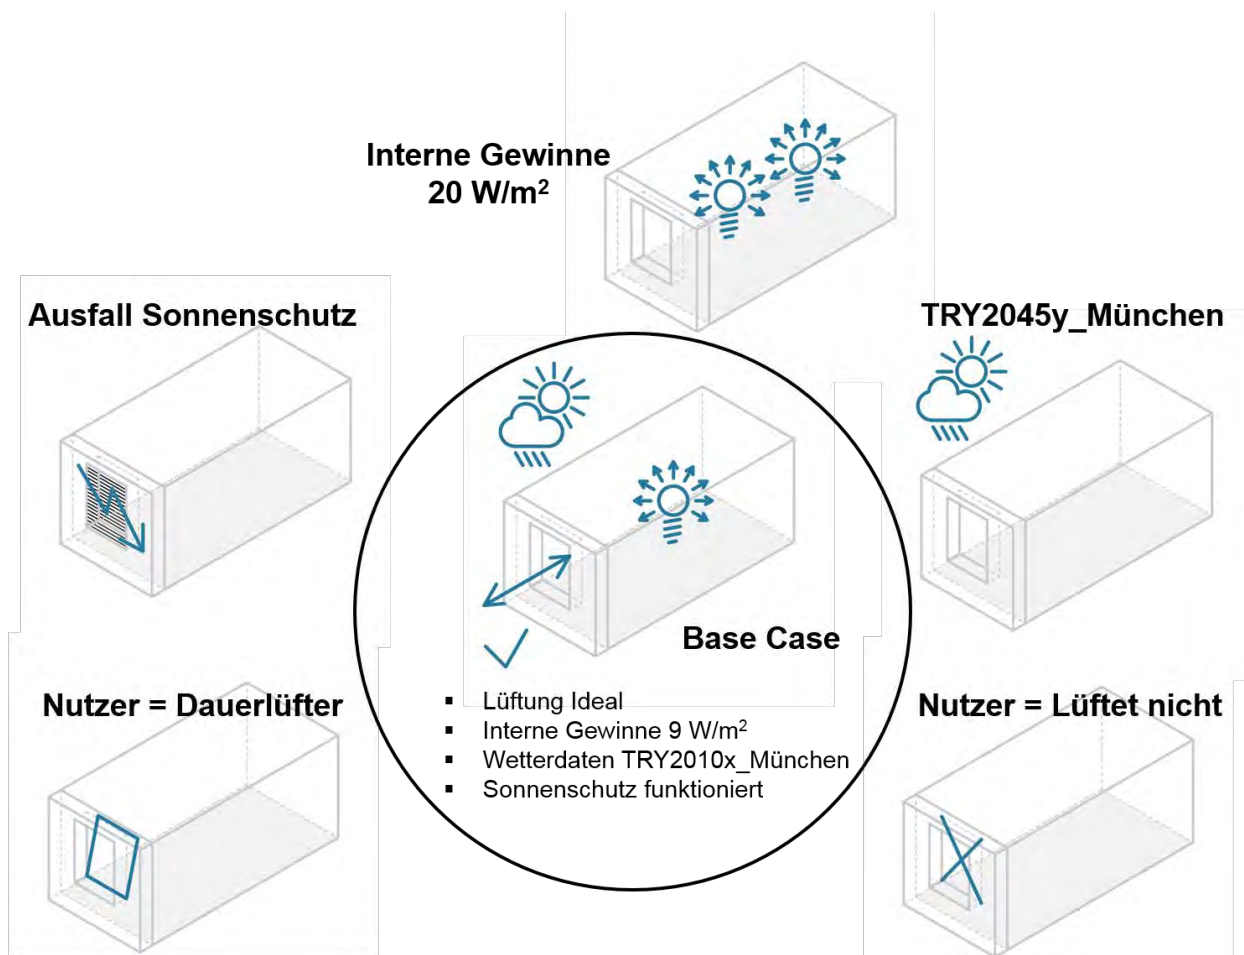 Interne Gewinne
20 W/m²
Ausfall Sonnenschutz
TRY2045y_München
Base Case
▪ Lüftung Ideal
▪ Interne Gewinne 9 W/m²
▪ Wetterdaten TRY2010x_München
▪ Sonnenschutz funktioniert
Nutzer = Dauerlüfter
Nutzer = Lüftet nicht